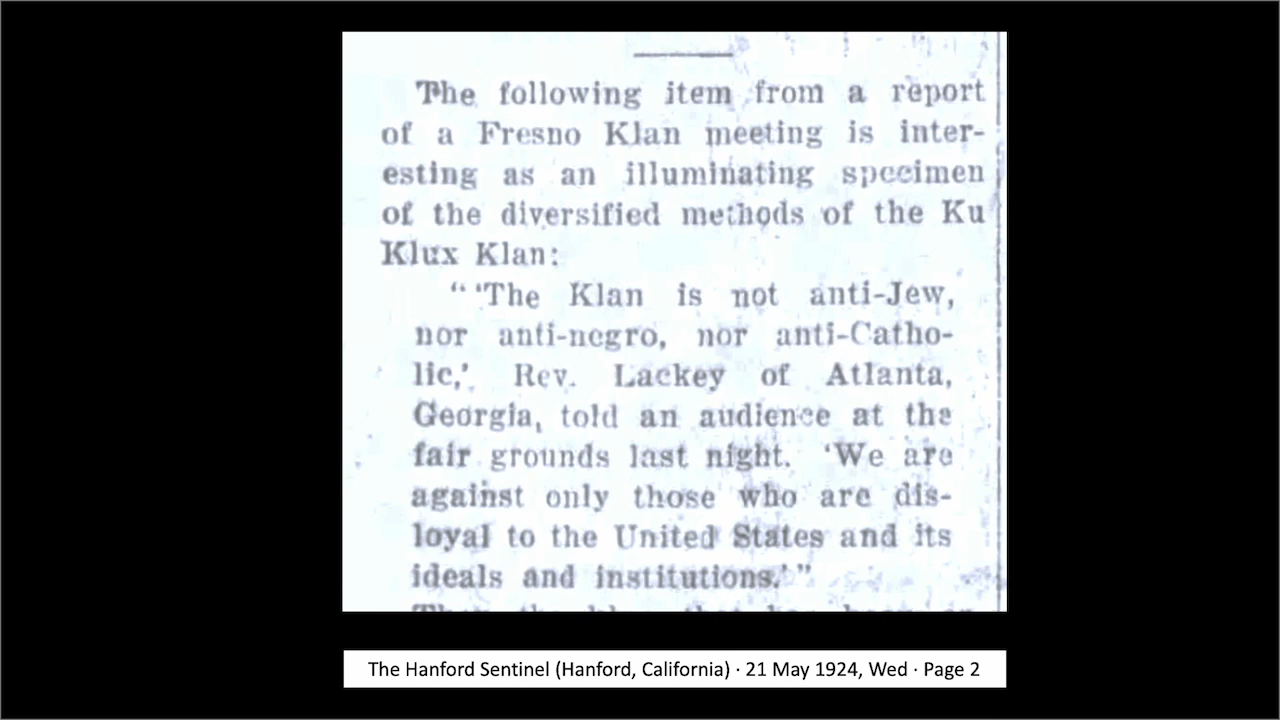 The following item from a report
of a Fresno Klan meeting is inter-
esting as an illuminating specimen
of the diversified methods of the Ku
Klux Klan:
“ 'The Klan is not anti-Jew,
nor anti-negro, nor anti-Catho-
lic,' Rev. Lackey of Atlanta,
Georgia, told an audience at the
fair grounds last night. 'We are
against only those who are dis-
loyal to the United States and its
ideals and institutions.' ”
The Hanford Sentinel (Hanford, California) · 21 May 1924, Wed · Page 2